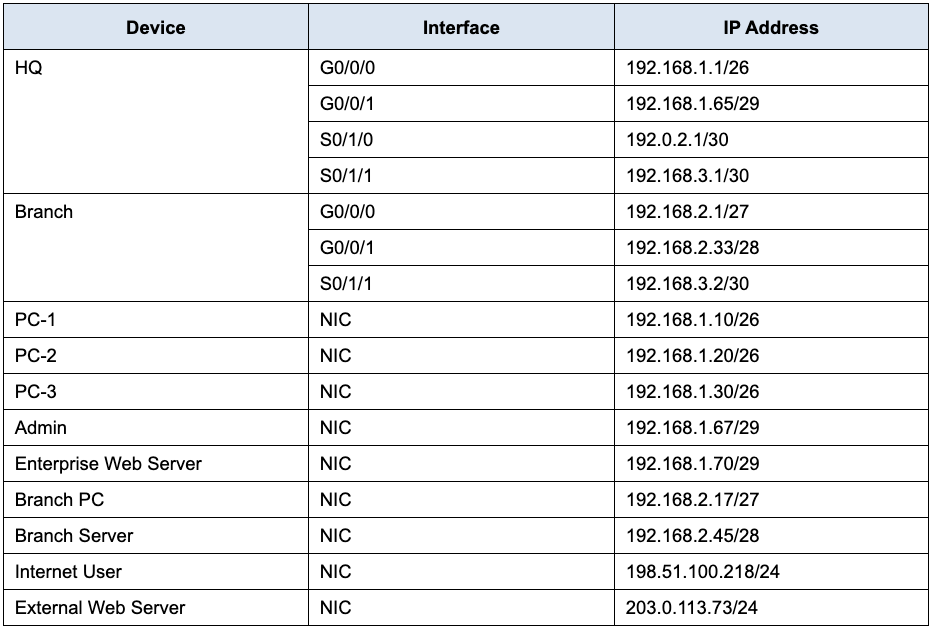 Device Interface IP Address
HQ G0/0/0 192.168.1.1/26
G0/0/1 192.168.1.65/29
S0/1/0 192.0.2.1/30
S0/1/1 192.168.3.1/30
Branch G0/0/0 192.168.2.1/27
G0/0/1 192.168.2.33/28
S0/1/1 192.168.3.2/30
PC-1 NIC 192.168.1.10/26
PC-2 NIC 192.168.1.20/26
PC-3 NIC 192.168.1.30/26
Admin NIC 192.168.1.67/29
Enterprise Web Server NIC 192.168.1.70/29
Branch PC NIC 192.168.2.17/27
Branch Server NIC 192.168.2.45/28
Internet User NIC 198.51.100.218/24
External Web Server NIC 203.0.113.73/24